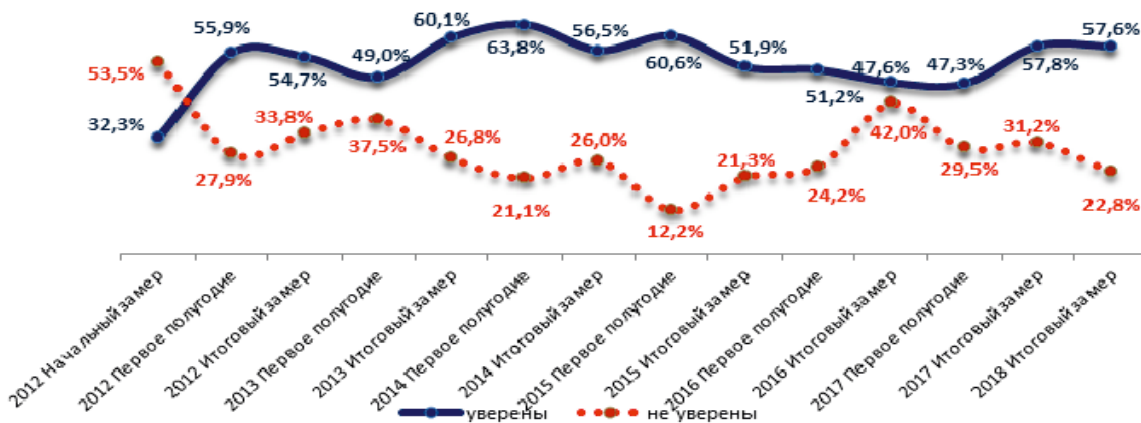 60,1%
57,6%
55,9%
49,0%
56,5%
51,9%
47,6%
47,3%
53,5%
63,8%
54,7%
60,6%
57,8%
51,2%
32,3%
33,8%
26,8%
26,0%
42,0%
31,2%
37,5%
21,3%
27,9%
29,5%
24,2%
21,1%
22,8%
12,2%
2012 Начальный замер
2012 Первое полугодие
2012 Итоговый замер
2013 Первое полугодие
2013 Итоговый замер
2014 Первое полугодие
2014 Итотовый замер
2015 Первое полугодие
2015 Итоговый замер
2016 Первое полугодие
2016 Итоговый замер
2017 Первое полугодие
2017 Итоговый замер
2018 Итоговый замер
уверены
не уверены